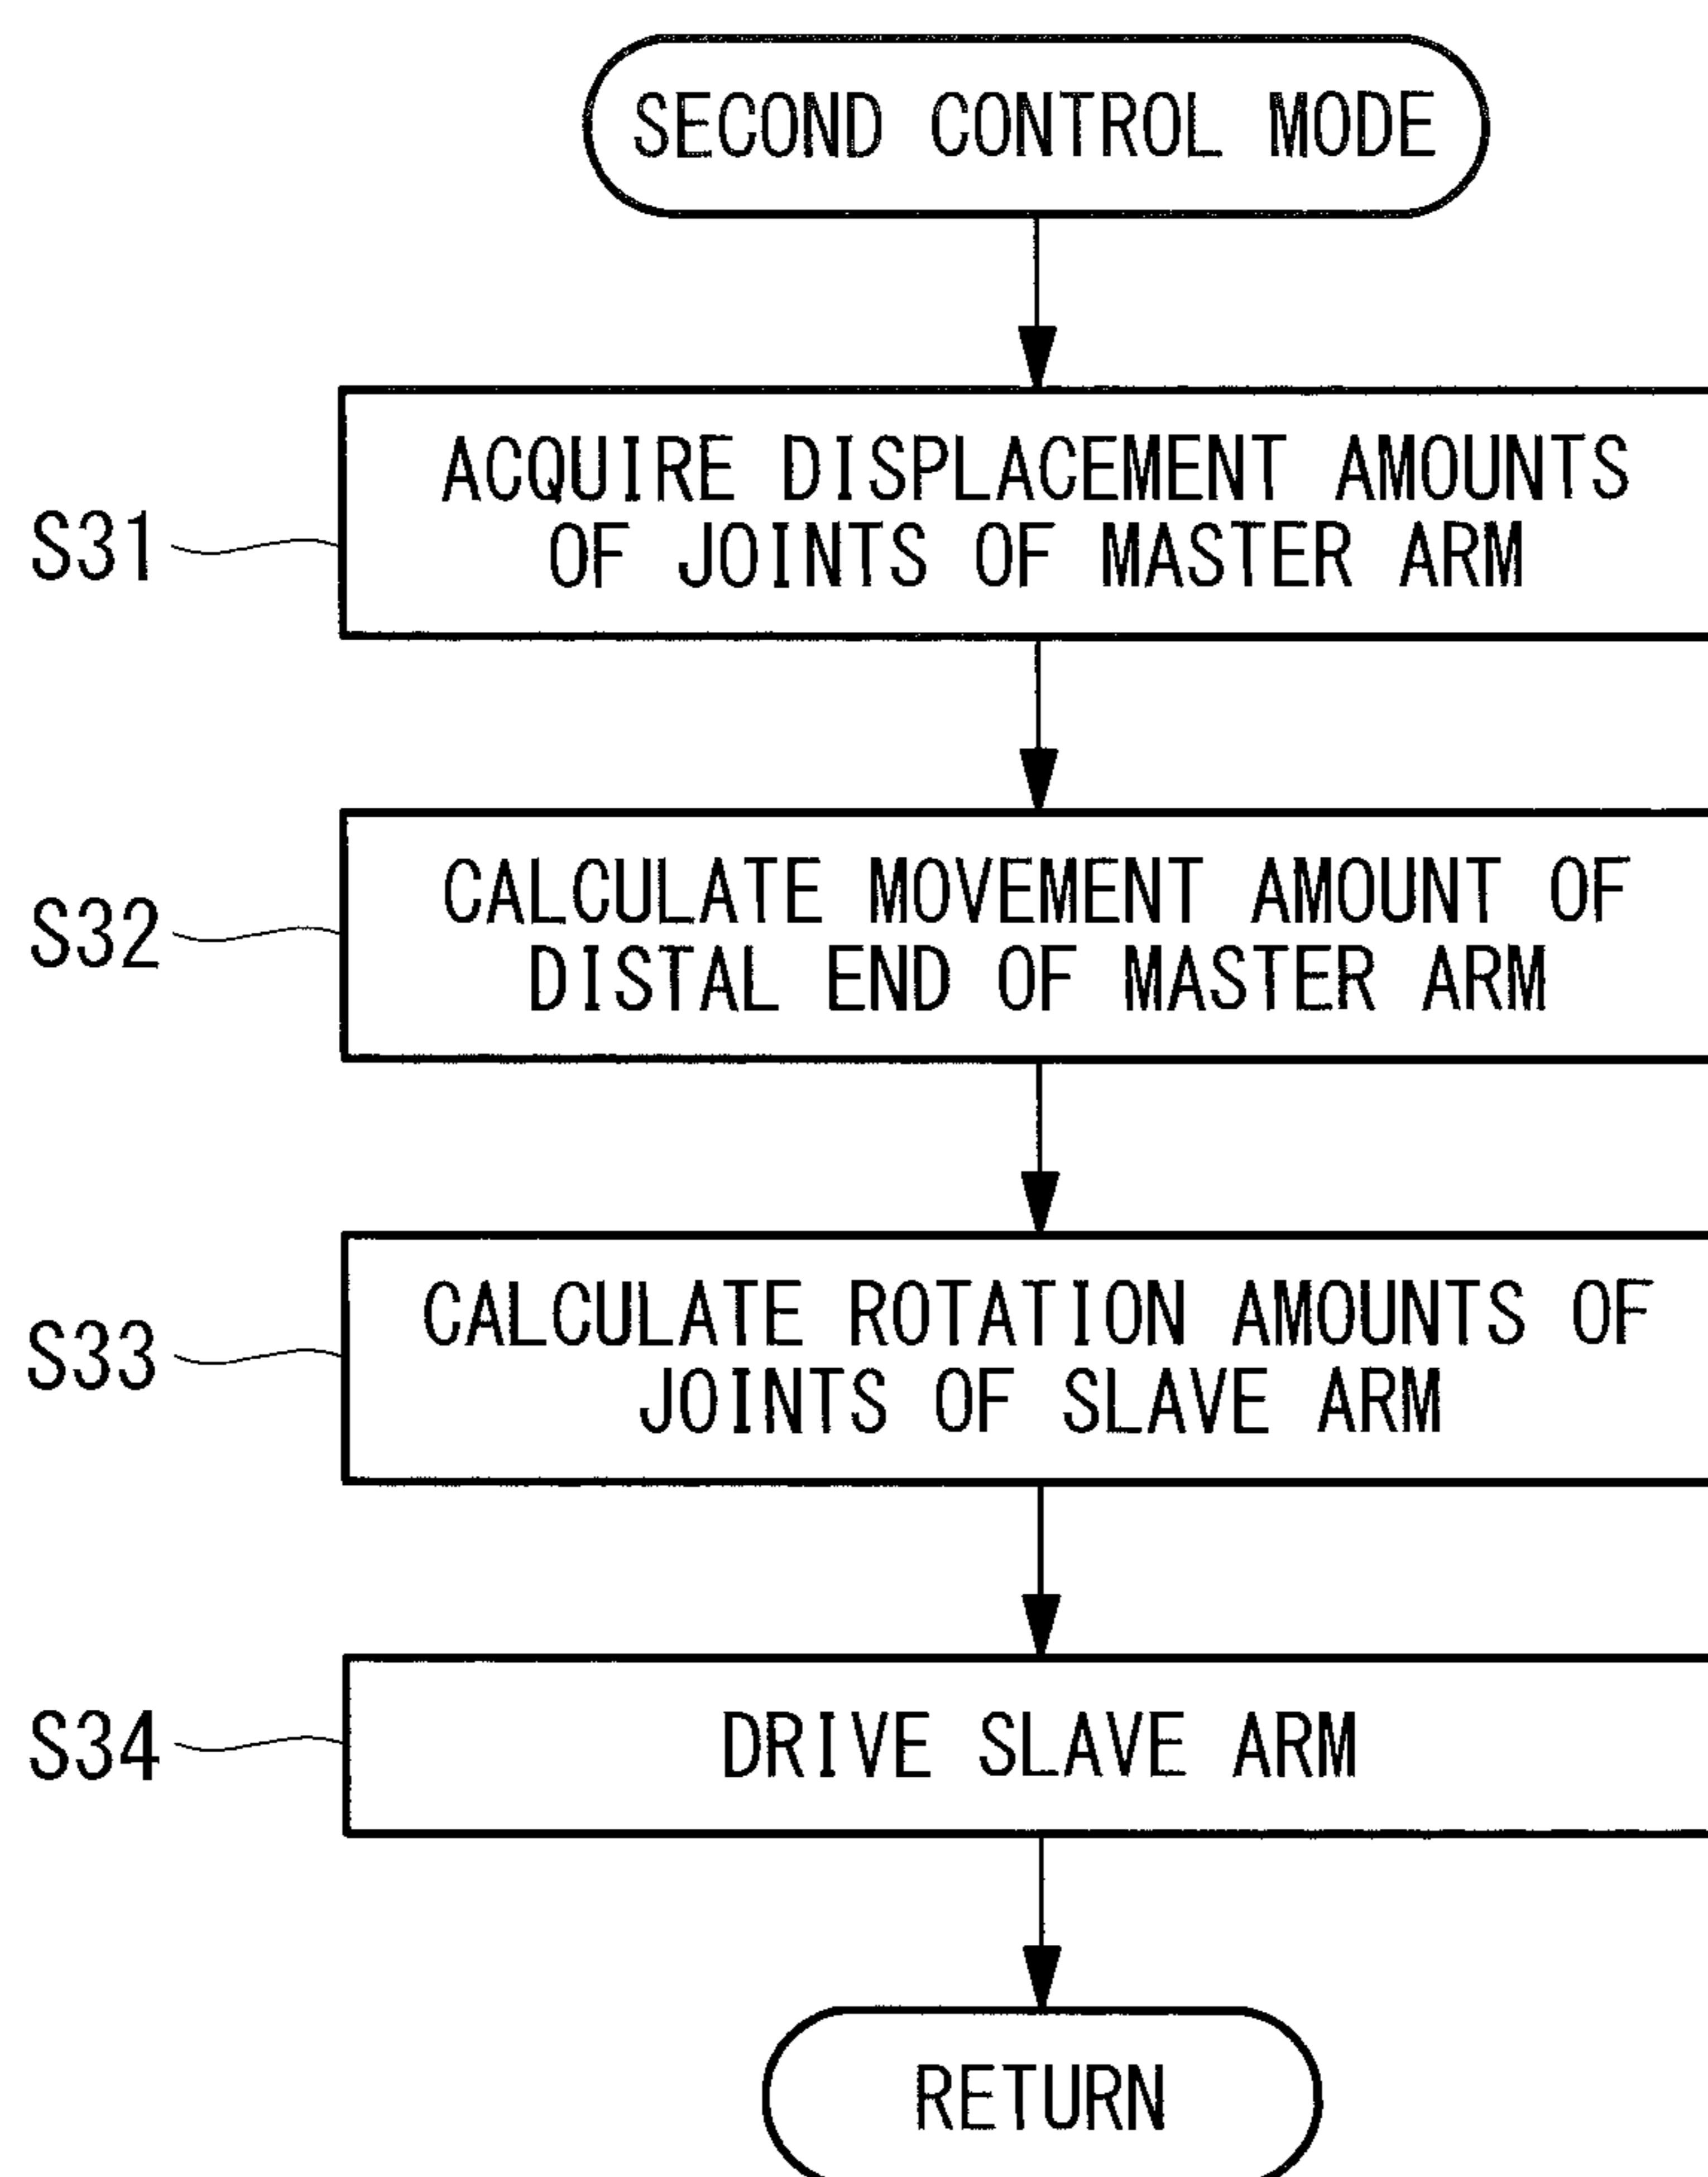 SECOND CONTROL MODE
S31
ACQUIRE DISPLACEMENT AMOUNTS
OF JOINTS OF MASTER ARM
S32
CALCULATE MOVEMENT AMOUNT OF
DISTAL END OF MASTER ARM
S33
CALCULATE ROTATION AMOUNTS OF
JOINTS OF SLAVE ARM
S34
DRIVE SLAVE ARM
RETURN